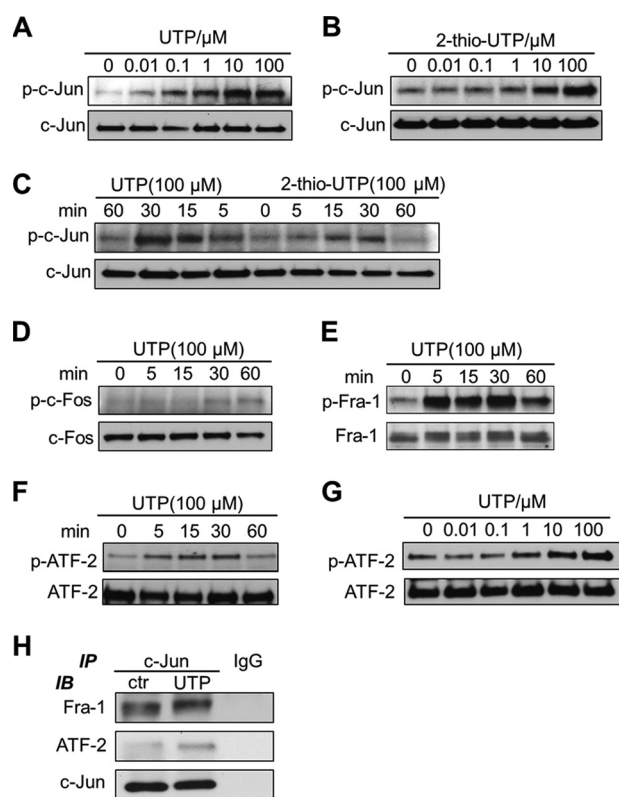 A
UTP/µM
0 0.01 0.1 1 10 100
p-c-Jun
c-Jun
B
2-thio-UTP/µM
0 0.01 0.1 1 10 100
p-c-Jun
c-Jun
C
UTP(100 µM) 2-thio-UTP(100 µM)
min 60 30 15 5 0 5 15 30 60
p-c-Jun
c-Jun
D
UTP(100 µM)
min 0 5 15 30 60
p-c-Fos
c-Fos
E
UTP(100 µM)
min 0 5 15 30 60
p-Fra-1
Fra-1
F
UTP(100 µM)
min 0 5 15 30 60
p-ATF-2
ATF-2
G
UTP/µM
0 0.01 0.1 1 10 100
p-ATF-2
ATF-2
H
IP c-Jun IgG
IB ctr UTP
Fra-1
ATF-2
c-Jun